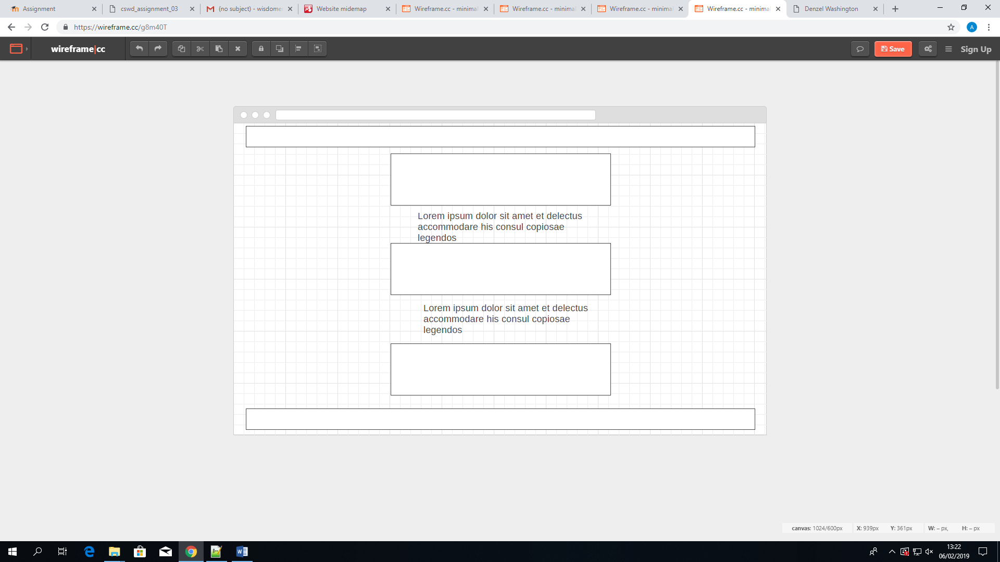 Assignment
cswd_assignment_03
(no subject) - wisdome
Website midemap
Wireframe.cc - minimal
Wireframe.cc - minimal
Wireframe.cc - minimal
Wireframe.cc - minimal
Denzel Washington
https://wireframe.cc/g8m40T
A
wireframe|cc
Save
Sign Up
Lorem ipsum dolor sit amet et delectus
accommodare his consul copiosae
legendos
Lorem ipsum dolor sit amet et delectus
accommodare his consul copiosae
legendos
canvas: 1024/600px X: 939px Y: 361px W: – px, H: – px
13:22
06/02/2019